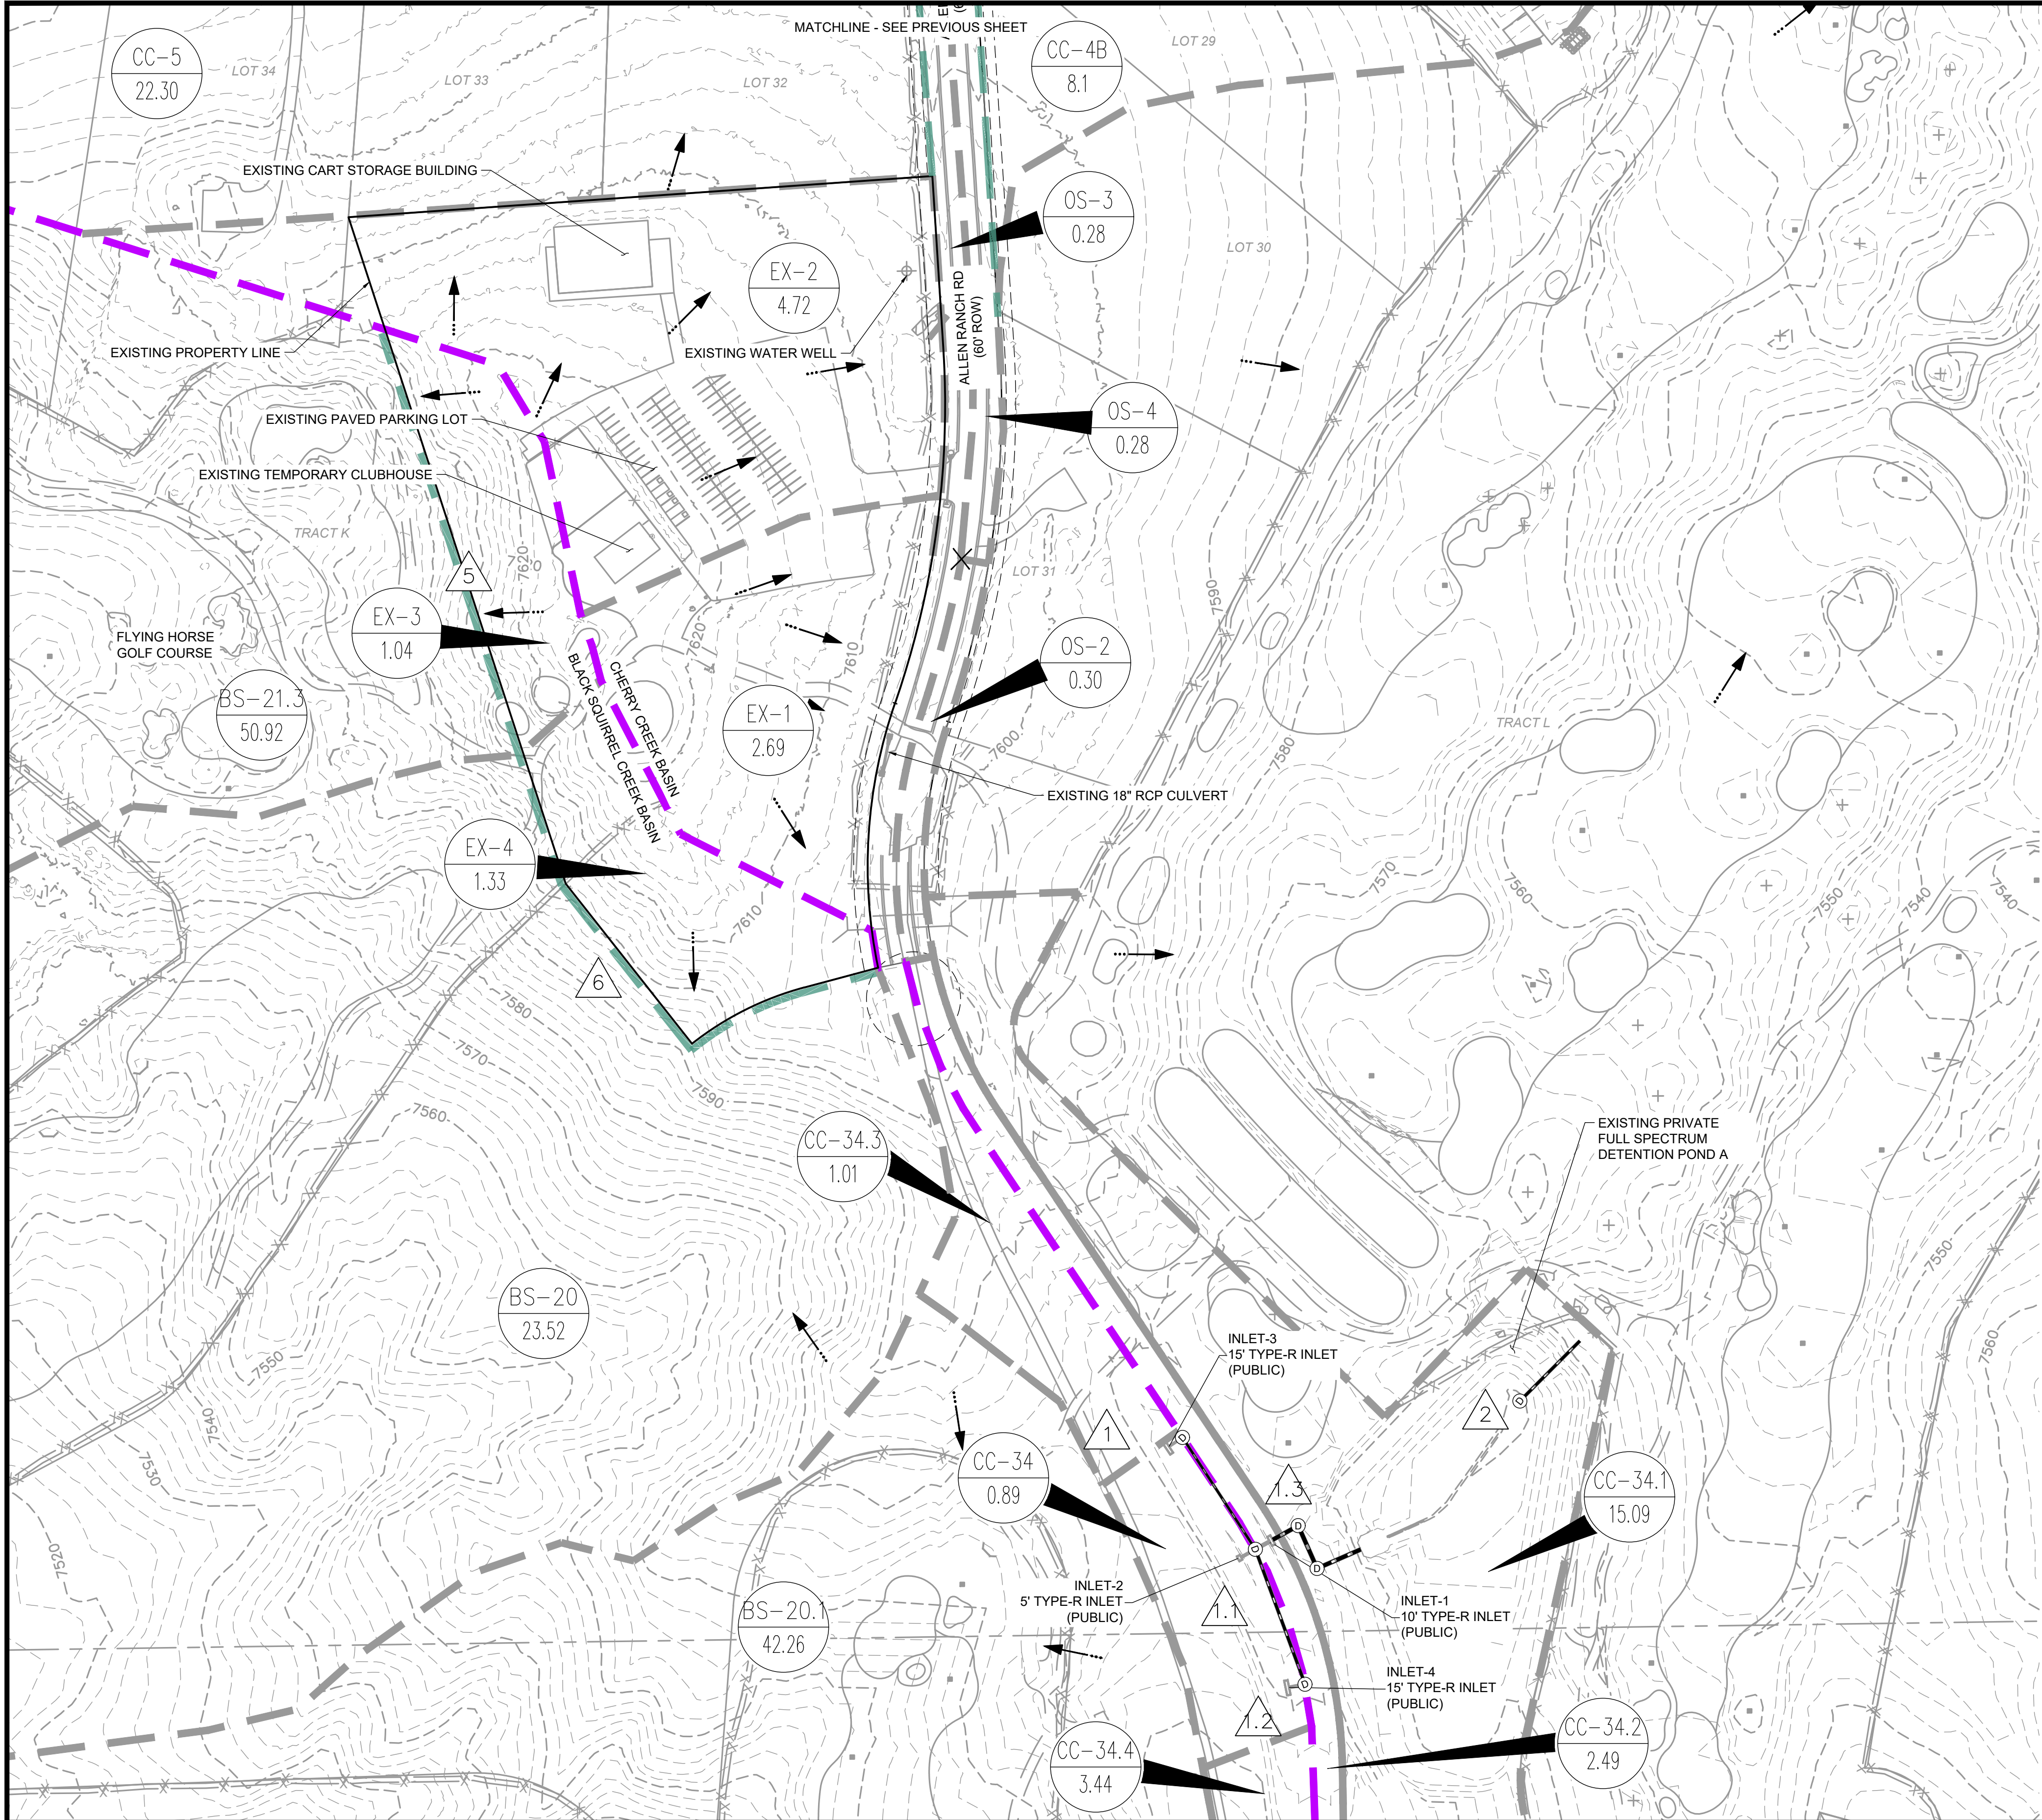 MATCHLINE - SEE PREVIOUS SHEET
CC-5
22.30
LOT 34
LOT 33
LOT 32
CC-4B
8.1
LOT 29
EXISTING CART STORAGE BUILDING
OS-3
0.28
LOT 30
EX-2
4.72
ALLEN RANCH RD
(60' ROW)
EXISTING PROPERTY LINE
EXISTING WATER WELL
EXISTING PAVED PARKING LOT
OS-4
0.28
EXISTING TEMPORARY CLUBHOUSE
TRACT K
7620
7620
5
LOT 31
7590
EX-3
1.04
FLYING HORSE
GOLF COURSE
7620
7610
OS-2
0.30
BS-21.3
50.92
CHERRY CREEK BASIN
BLACK SQUIRREL CREEK BASIN
EX-1
2.69
7600
7580
TRACT L
EXISTING 18" RCP CULVERT
EX-4
1.33
7610
7570
7560
7550
7540
7540
6
7580
7570
7560
7590
CC-34.3
1.01
EXISTING PRIVATE
FULL SPECTRUM
DETENTION POND A
7550
BS-20
23.52
7550
INLET-3
15' TYPE-R INLET
(PUBLIC)
7560
7540
7530
1
2
CC-34
0.89
1.3
CC-34.1
15.09
7520
INLET-2
5' TYPE-R INLET
(PUBLIC)
1.1
INLET-1
10' TYPE-R INLET
(PUBLIC)
BS-20.1
42.26
INLET-4
15' TYPE-R INLET
(PUBLIC)
1.2
CC-34.4
3.44
CC-34.2
2.49
D
D
D
D
D
D